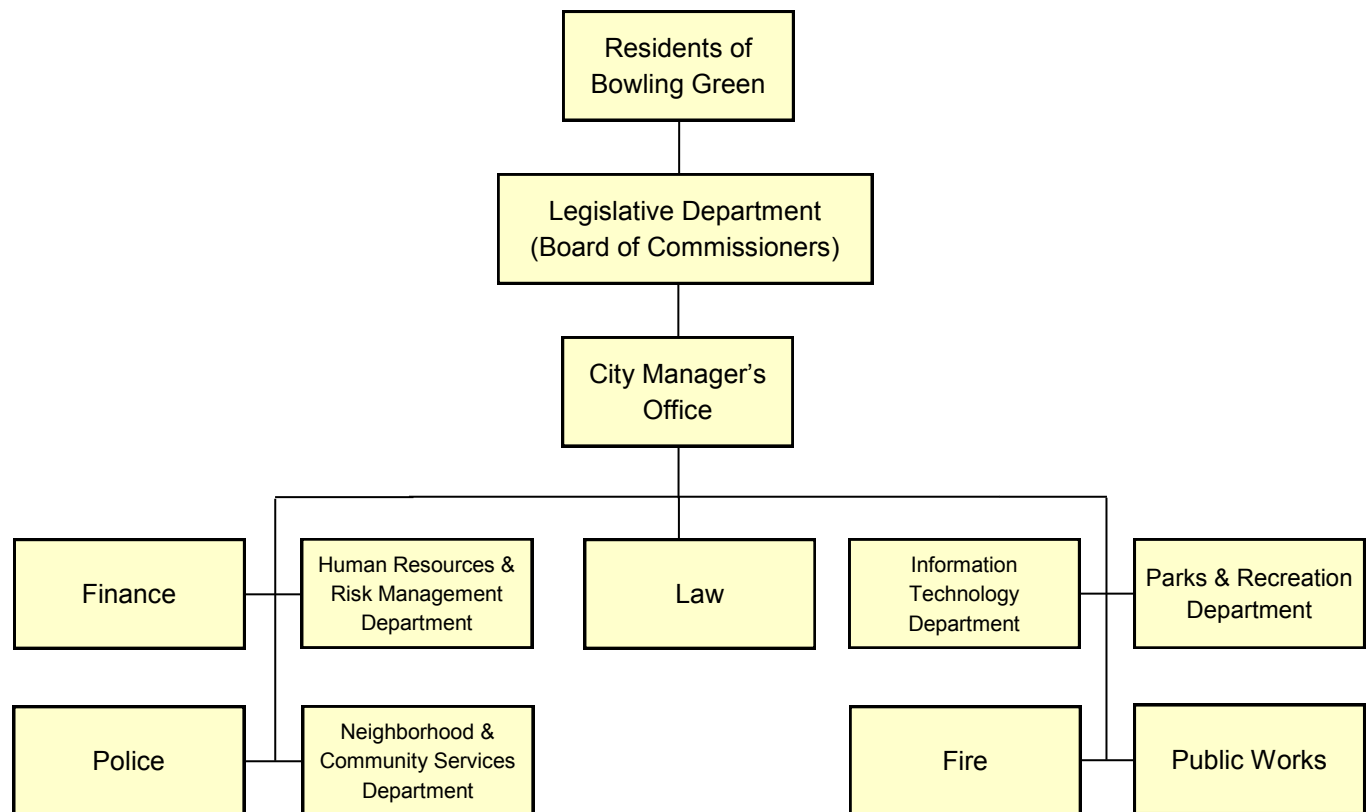 Residents of
Bowling Green
Legislative Department
(Board of Commissioners)
City Manager’s
Office
Finance
Human Resources &
Risk Management
Department
Law
Information
Technology
Department
Parks & Recreation
Department
Police
Neighborhood &
Community Services
Department
Fire
Public Works